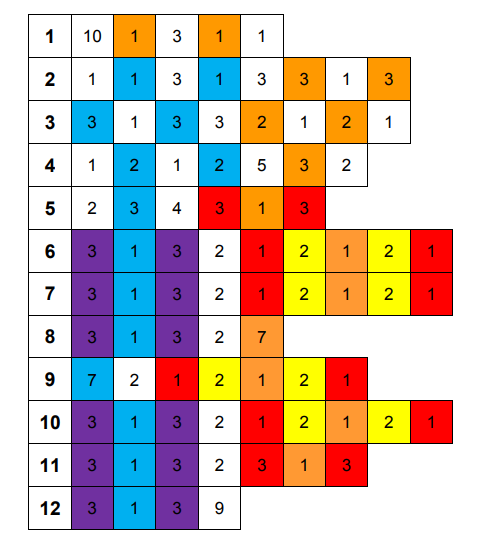 1 10 1 3 1 1
2 1 1 3 1 3 3 1 3
3 3 1 3 3 2 1 2 1
4 1 2 1 2 5 3 2
5 2 3 4 3 1 3
6 3 1 3 2 1 2 1 2 1
7 3 1 3 2 1 2 1 2 1
8 3 1 3 2 7
9 7 2 1 2 1 2 1
10 3 1 3 2 1 2 1 2 1
11 3 1 3 2 3 1 3
12 3 1 3 9